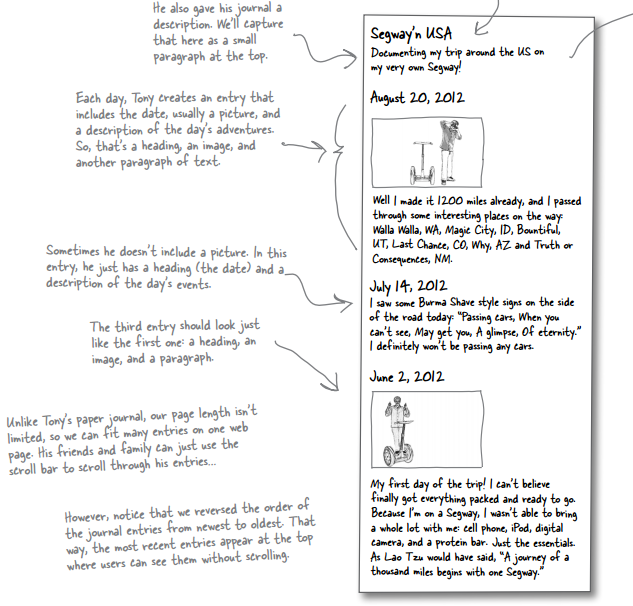 He also gave his journal a
description. We'll capture
that here as a small
paragraph at the top.
Each day, Tony creates an entry that
includes the date, usually a picture, and
a description of the day's adventures.
So, that's a heading, an image, and
another paragraph of text.
Sometimes he doesn't include a picture. In this
entry, he just has a heading (the date) and a
description of the day's events.
The third entry should look just
like the first one: a heading, an
image, and a paragraph.
Unlike Tony's paper journal, our page length isn't
limited, so we can fit many entries on one web
page. His friends and family can just use the
scroll bar to scroll through his entries...
However, notice that we reversed the order of
the journal entries from newest to oldest. That
way, the most recent entries appear at the top
where users can see them without scrolling.
Segway'n USA
Documenting my trip around the US on
my very own Segway!
August 20, 2012
Well I made it 1200 miles already, and I passed
through some interesting places on the way:
Walla Walla, WA, Magic City, ID, Bountiful,
UT, Last Chance, CO, Why, AZ and Truth or
Consequences, NM.
July 14, 2012
I saw some Burma Shave style signs on the side
of the road today: "Passing cars, When you
can't see, May get you, A glimpse, Of eternity."
I definitely won't be passing any cars.
June 2, 2012
My first day of the trip! I can't believe I
finally got everything packed and ready to go.
Because I'm on a Segway, I wasn't able to bring
a whole lot with me: cell phone, iPod, digital
camera, and a protein bar. Just the essentials.
As Lao Tzu would have said, "A journey of a
thousand miles begins with one Segway."